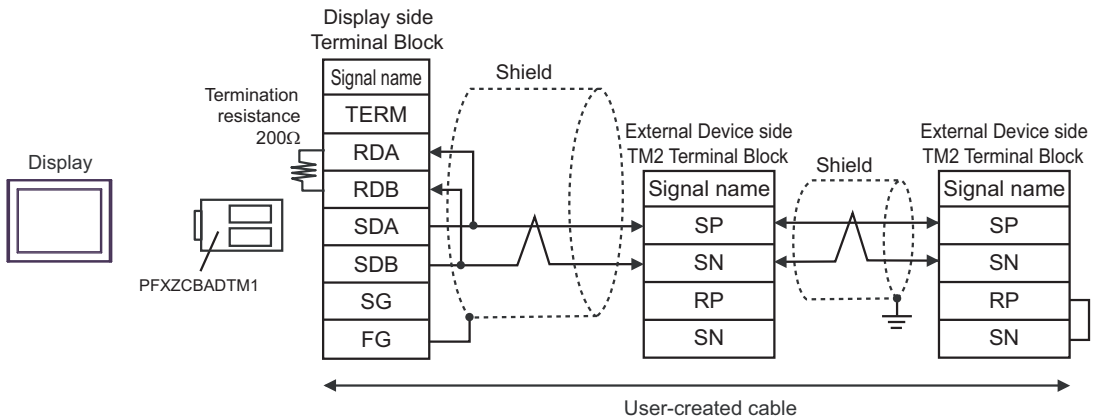 Display side
Terminal Block
Signal name
TERM
RDA
RDB
SDA
SDB
SG
FG
Termination
resistance
200Ω
Display
PFXZCBADTM1
Shield
External Device side
TM2 Terminal Block
Signal name
SP
SN
RP
SN
Shield
External Device side
TM2 Terminal Block
Signal name
SP
SN
RP
SN
User-created cable